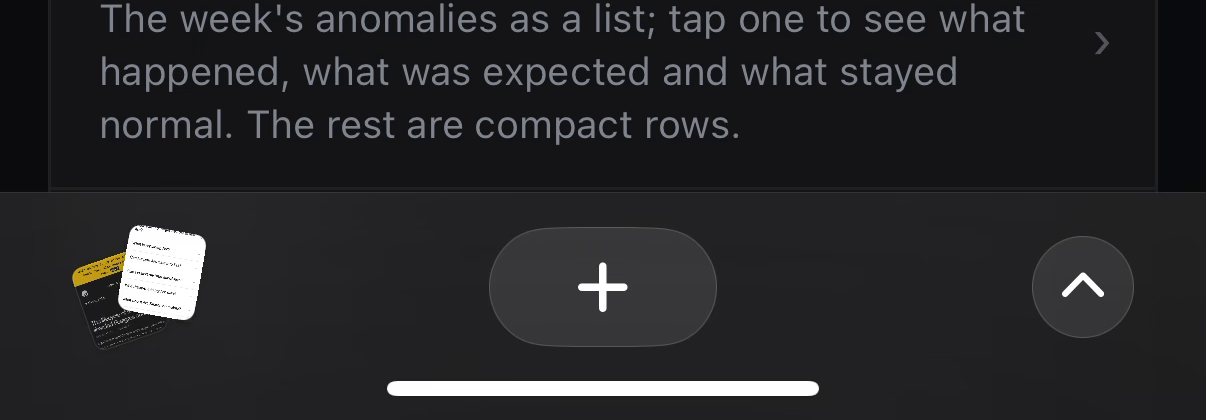 The week's anomalies as a list; tap one to see what
happened, what was expected and what stayed
normal. The rest are compact rows.